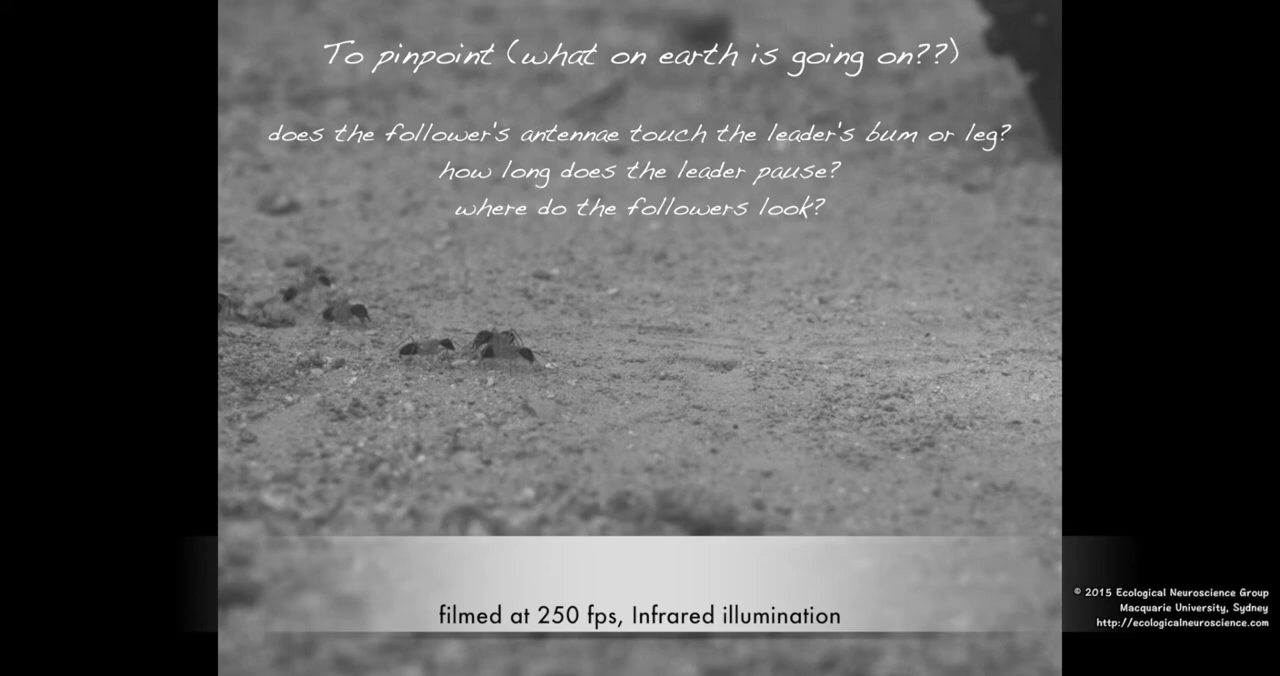 To pinpoint (what on earth is going on??)
does the follower's antennae touch the leader's bum or leg?
how long does the leader pause?
where do the followers look?
filmed at 250 fps, Infrared illumination
© 2015 Ecological Neuroscience Group
Macquarie University, Sydney
http://ecologicalneuroscience.com